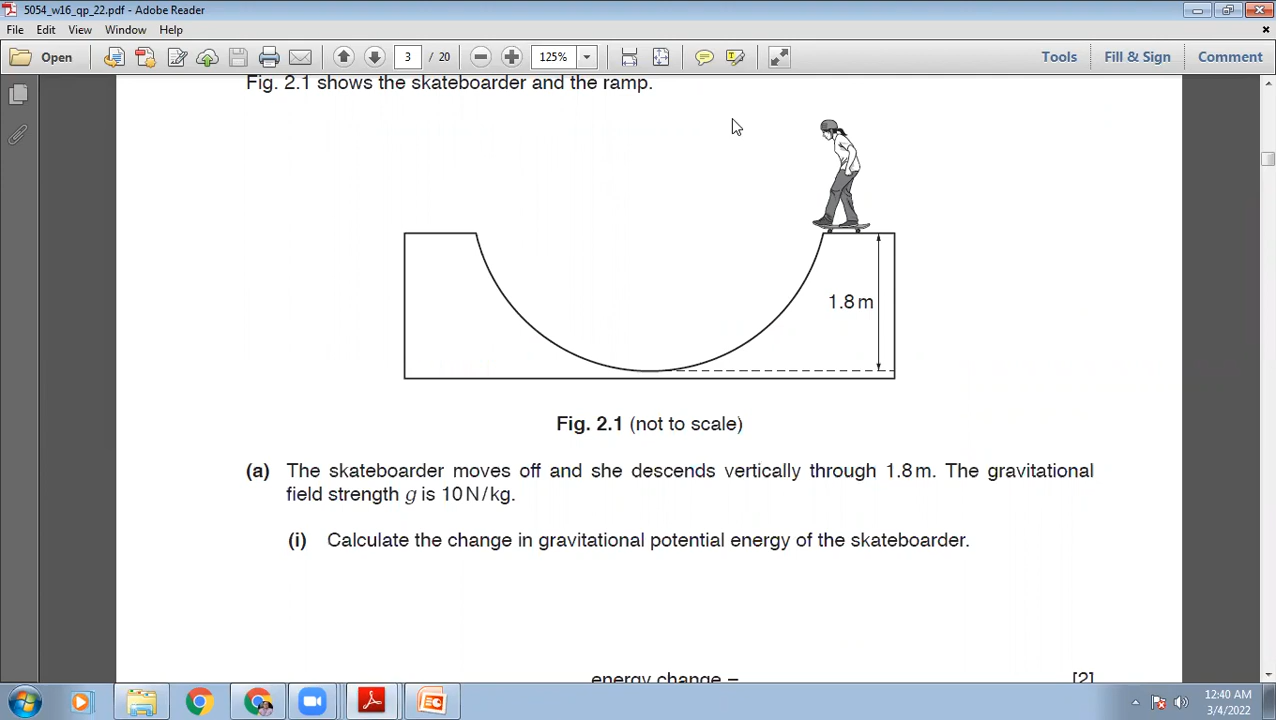 5054_w16_qp_22.pdf - Adobe Reader
File Edit View Window Help
Open 3 / 20 125% Tools Fill & Sign Comment
Fig. 2.1 shows the skateboarder and the ramp.
1.8 m
Fig. 2.1 (not to scale)
(a) The skateboarder moves off and she descends vertically through 1.8 m. The gravitational
field strength g is 10 N / kg.
(i) Calculate the change in gravitational potential energy of the skateboarder.
energy change = [2]
12:40 AM
3/4/2022